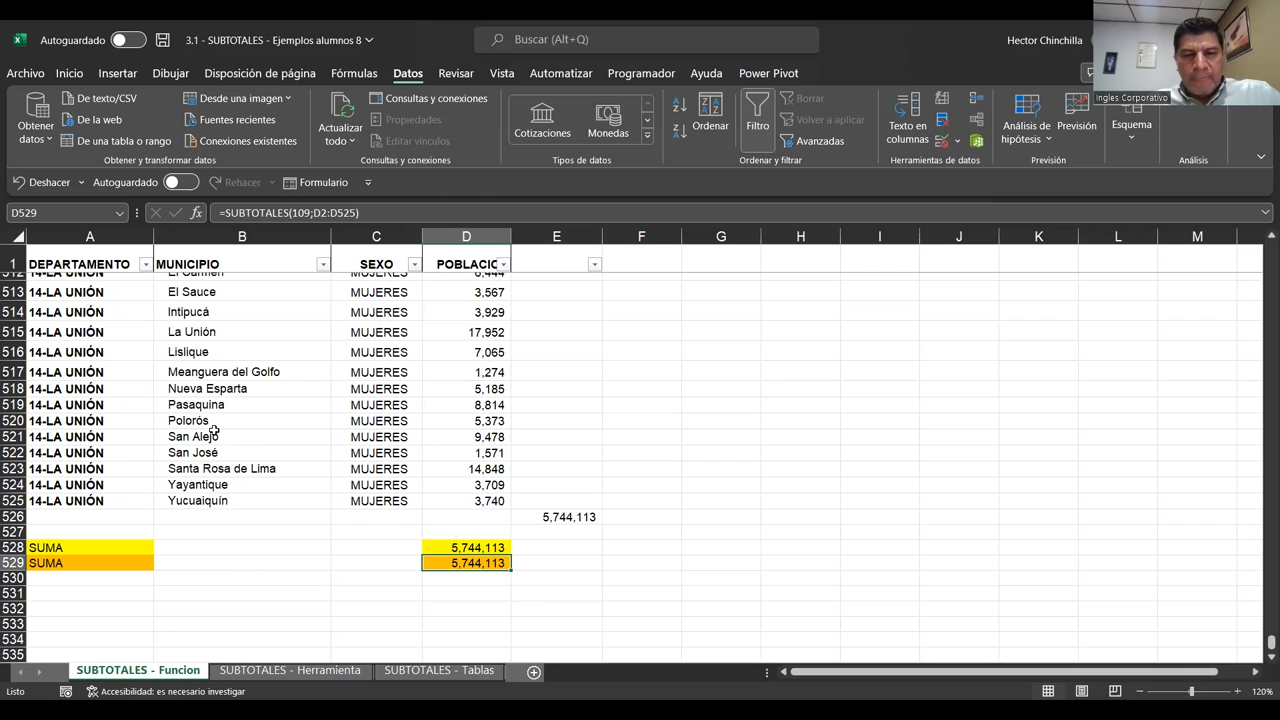 Autoguardado
3.1 - SUBTOTALES - Ejemplos alumnos 8
Buscar (Alt+Q)
Hector Chinchilla
Ingles Corporativo
Archivo Inicio Insertar Dibujar Disposición de página Fórmulas Datos Revisar Vista Automatizar Programador Ayuda Power Pivot
Obtener datos
De texto/CSV
De la web
De una tabla o rango
Desde una imagen
Fuentes recientes
Conexiones existentes
Obtener y transformar datos
Actualizar todo
Consultas y conexiones
Propiedades
Editar vínculos
Consultas y conexiones
Cotizaciones
Monedas
Tipos de datos
Ordenar
Filtro
Borrar
Volver a aplicar
Avanzadas
Ordenar y filtrar
Texto en columnas
Herramientas de datos
Análisis de hipótesis
Previsión
Previsión
Esquema
Análisis
Deshacer Autoguardado Rehacer Formulario
D529 fx =SUBTOTALES(109;D2:D525)
A B C D E F G H I J K L M
1 DEPARTAMENTO MUNICIPIO SEXO POBLACIO
512 14-LA UNIÓN El Carmen MUJERES 8,444
513 14-LA UNIÓN El Sauce MUJERES 3,567
514 14-LA UNIÓN Intipucá MUJERES 3,929
515 14-LA UNIÓN La Unión MUJERES 17,952
516 14-LA UNIÓN Lislique MUJERES 7,065
517 14-LA UNIÓN Meanguera del Golfo MUJERES 1,274
518 14-LA UNIÓN Nueva Esparta MUJERES 5,185
519 14-LA UNIÓN Pasaquina MUJERES 8,814
520 14-LA UNIÓN Polorós MUJERES 5,373
521 14-LA UNIÓN San Alejo MUJERES 9,478
522 14-LA UNIÓN San José MUJERES 1,571
523 14-LA UNIÓN Santa Rosa de Lima MUJERES 14,848
524 14-LA UNIÓN Yayantique MUJERES 3,709
525 14-LA UNIÓN Yucuaiquín MUJERES 3,740
526 5,744,113
527
528 SUMA 5,744,113
529 SUMA 5,744,113
530
531
532
533
534
535
SUBTOTALES - Funcion SUBTOTALES - Herramienta SUBTOTALES - Tablas
Listo Accesibilidad: es necesario investigar 120%